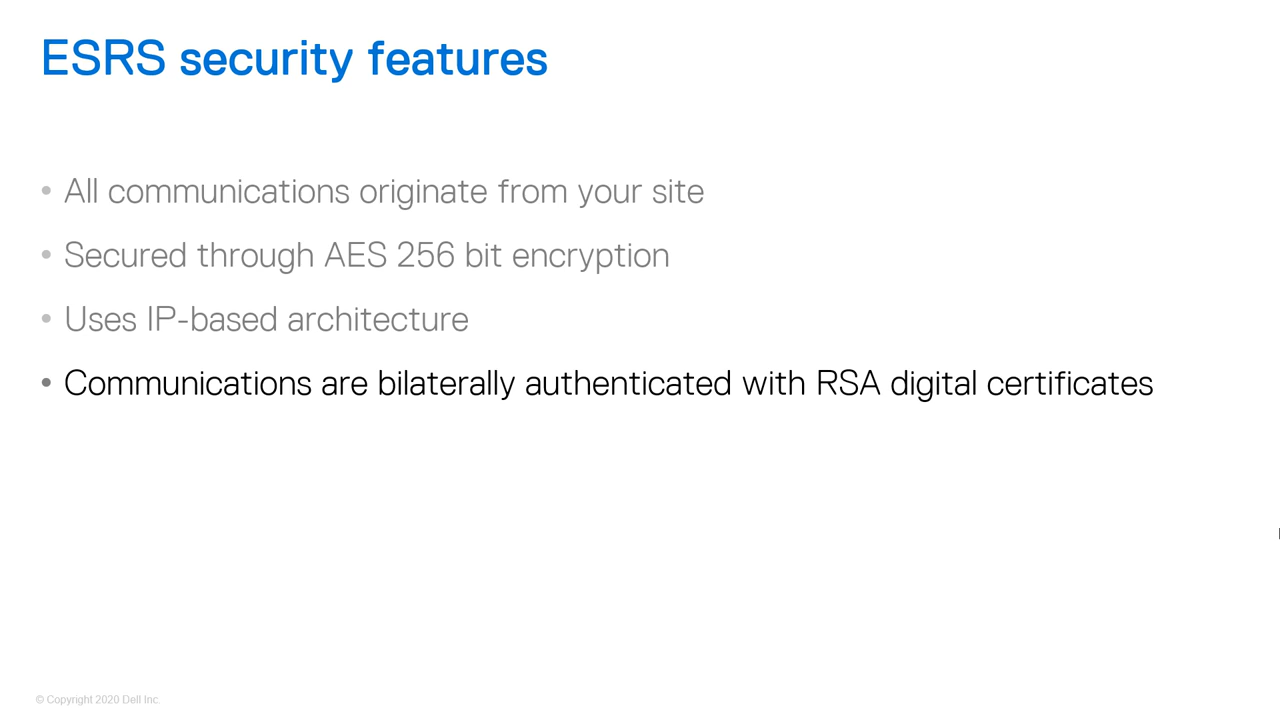 ESRS security features
• All communications originate from your site
• Secured through AES 256 bit encryption
• Uses IP-based architecture
• Communications are bilaterally authenticated with RSA digital certificates
© Copyright 2020 Dell Inc.